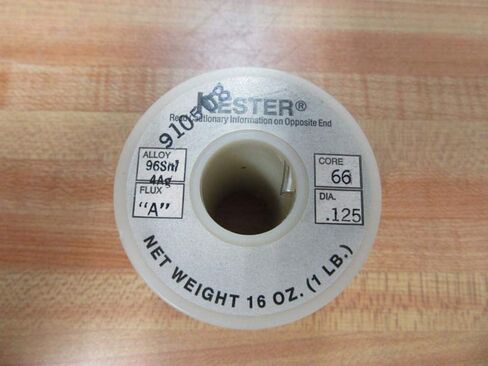 KESTER®
Read Cautionary Information on Opposite End
910508
ALLOY
96Sn/
4Ag
FLUX
"A"
CORE
66
DIA.
.125
NET WEIGHT 16 OZ. (1 LB.)